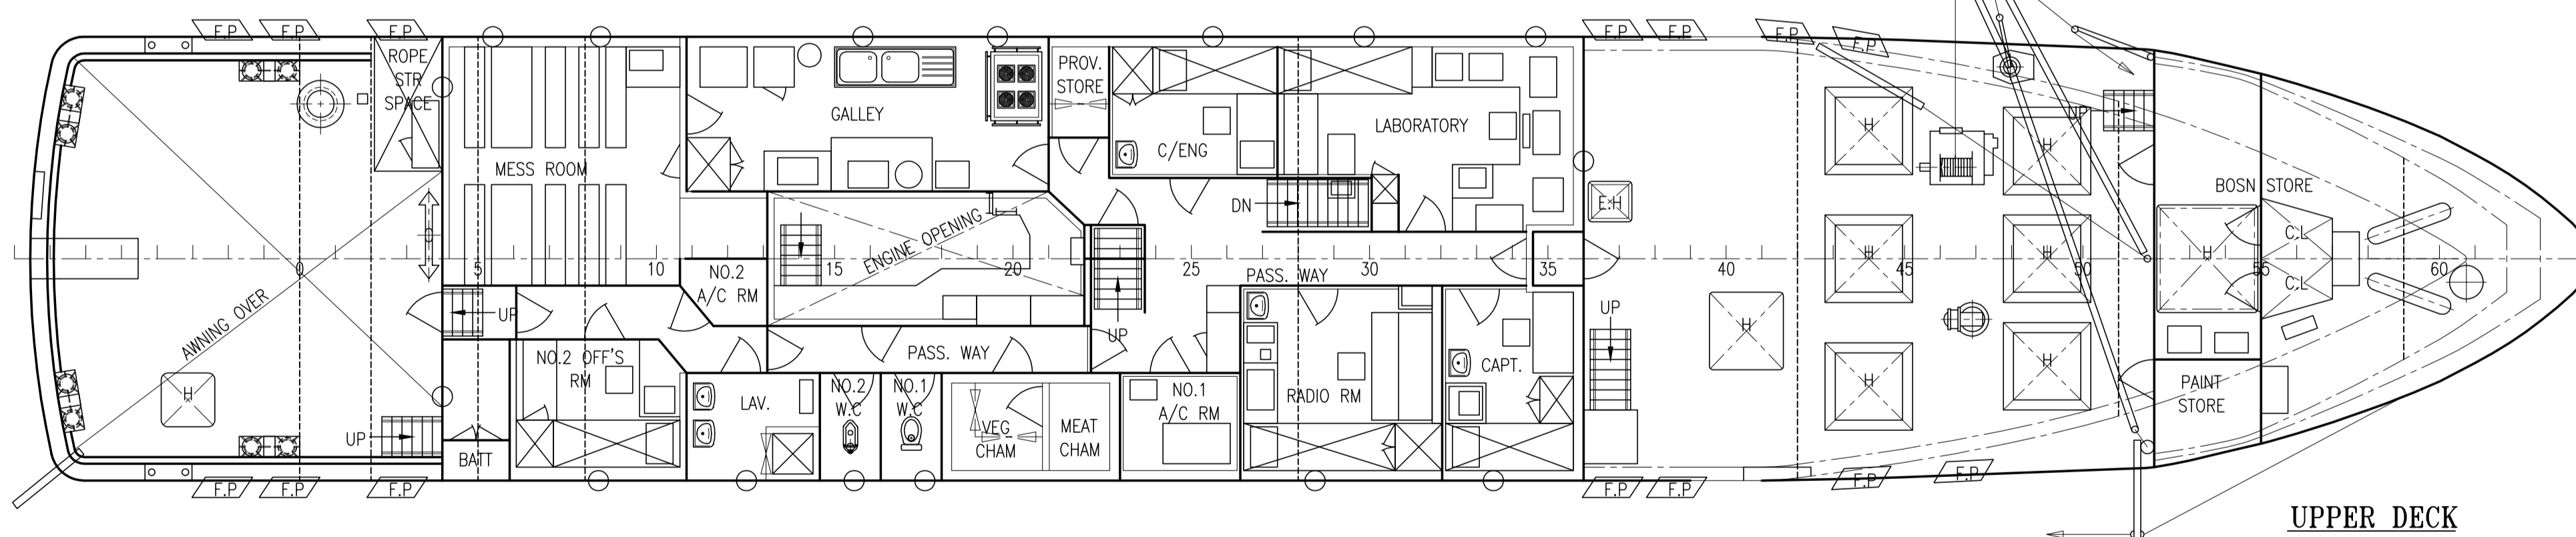 F.P F.P F.P F.P F.P F.P F.P
ROPE
STR
SPACE
PROV.
STORE
GALLEY
C/ENG
LABORATORY
MESS ROOM
H H
UP
BOSN STORE
DN
E.H
ENGINE OPENING
C.L
H H H
0 5 10 15 20 25 30 35 40 45 50 55 60
NO.2
A/C RM
PASS. WAY
C.L
UP
UP
UP
H
AWNING OVER
PASS. WAY
NO.2 OFF'S
RM
CAPT.
H
H H
NO.2
W.C
NO.1
W.C
NO.1
A/C RM
RADIO RM
LAV.
PAINT
STORE
VEG
CHAM
MEAT
CHAM
UP
BATT
F.P F.P F.P F.P F.P F.P F.P
UPPER DECK